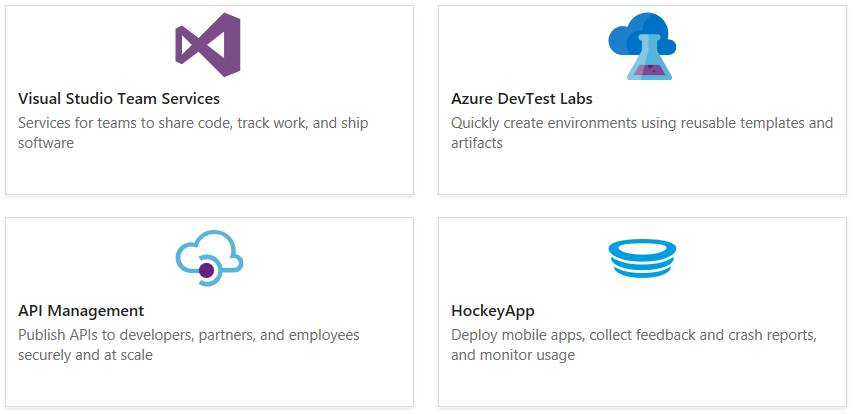 Visual Studio Team Services
Services for teams to share code, track work, and ship
software
Azure DevTest Labs
Quickly create environments using reusable templates and
artifacts
API Management
Publish APIs to developers, partners, and employees
securely and at scale
HockeyApp
Deploy mobile apps, collect feedback and crash reports,
and monitor usage